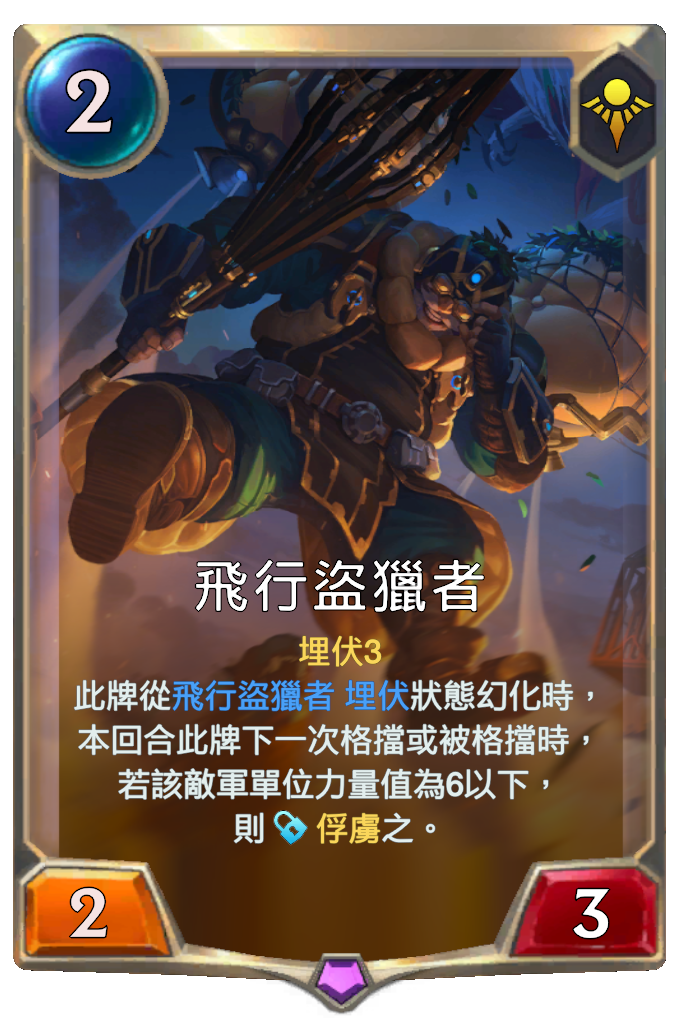 2
飛行盜獵者
埋伏3
此牌從飛行盜獵者 埋伏狀態幻化時，
本回合此牌下一次格擋或被格擋時，
若該敵軍單位力量值為6以下，
則 俘虜之。
2
3